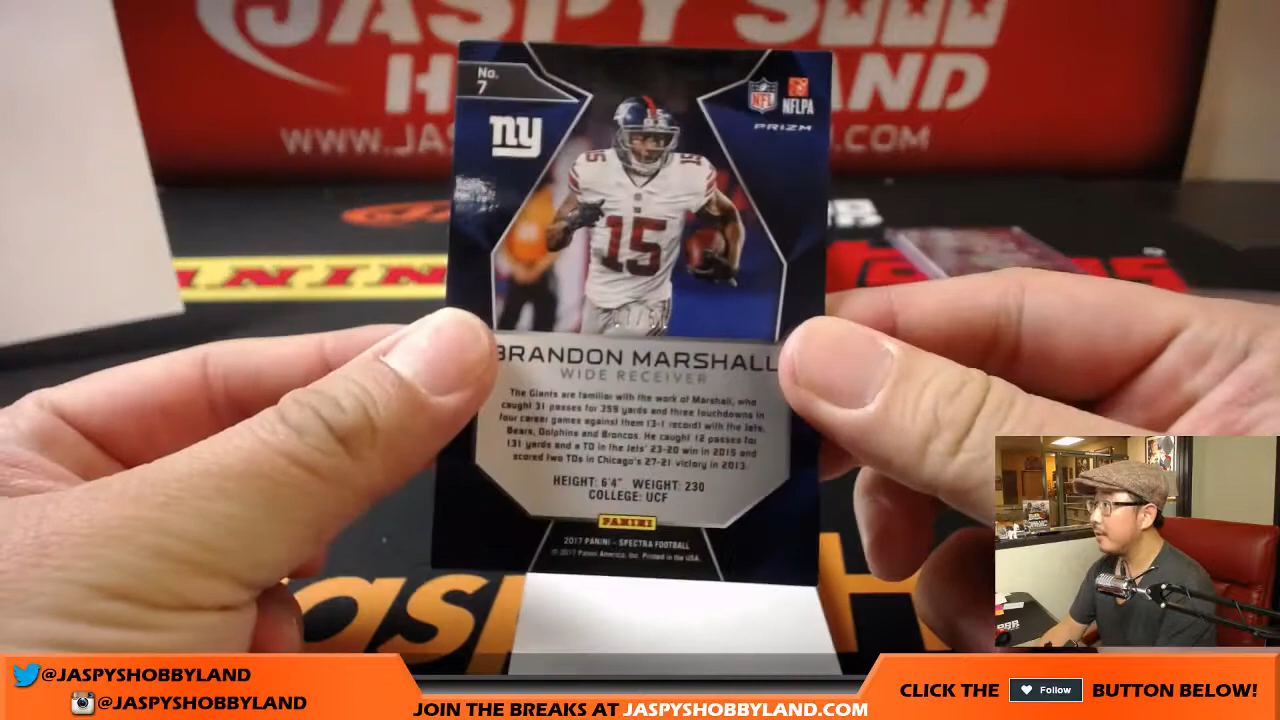 JASPYS
HOBBYLAND
WWW.JAS
.COM
No.
7
ny
NFL
NFLPA
PRIZM
15
15
15
BRANDON MARSHALL
WIDE RECEIVER
The Giants are familiar with the work of Marshall, who
caught 31 passes for 359 yards and three touchdowns in
four career games against them (3-1 record) with the Jets,
Bears, Dolphins and Broncos. He caught 12 passes for
131 yards and a TD in the Jets' 23-20 win in 2015 and
scored two TDs in Chicago's 27-21 victory in 2013.
HEIGHT: 6'4" WEIGHT: 230
COLLEGE: UCF
PANINI
2017 PANINI - SPECTRA FOOTBALL
© 2017 Panini America, Inc. Printed in the USA.
PANINI
asp
@JASPYSHOBBYLAND
@JASPYSHOBBYLAND
JOIN THE BREAKS AT JASPYSHOBBYLAND.COM
CLICK THE Follow BUTTON BELOW!